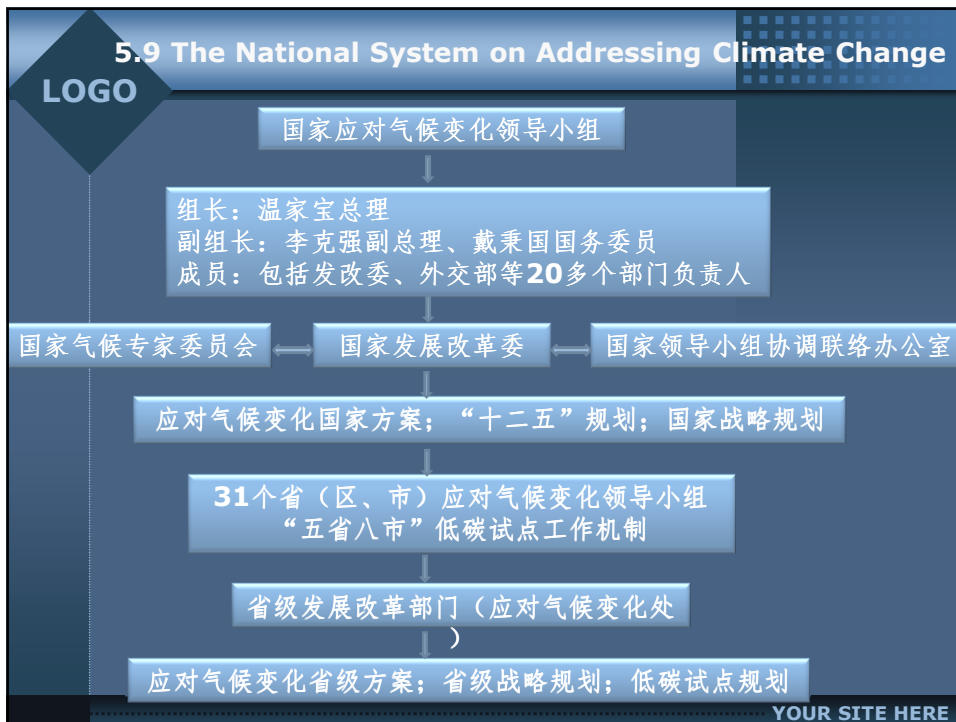 5.9 The National System on Addressing Climate Change
LOGO
国家应对气候变化领导小组
组长：温家宝总理
副组长：李克强副总理、戴秉国国务委员
成员：包括发改委、外交部等20多个部门负责人
国家气候专家委员会
国家发展改革委
国家领导小组协调联络办公室
应对气候变化国家方案；“十二五”规划；国家战略规划
31个省（区、市）应对气候变化领导小组
“五省八市”低碳试点工作机制
省级发展改革部门（应对气候变化处
）
应对气候变化省级方案；省级战略规划；低碳试点规划
YOUR SITE HERE